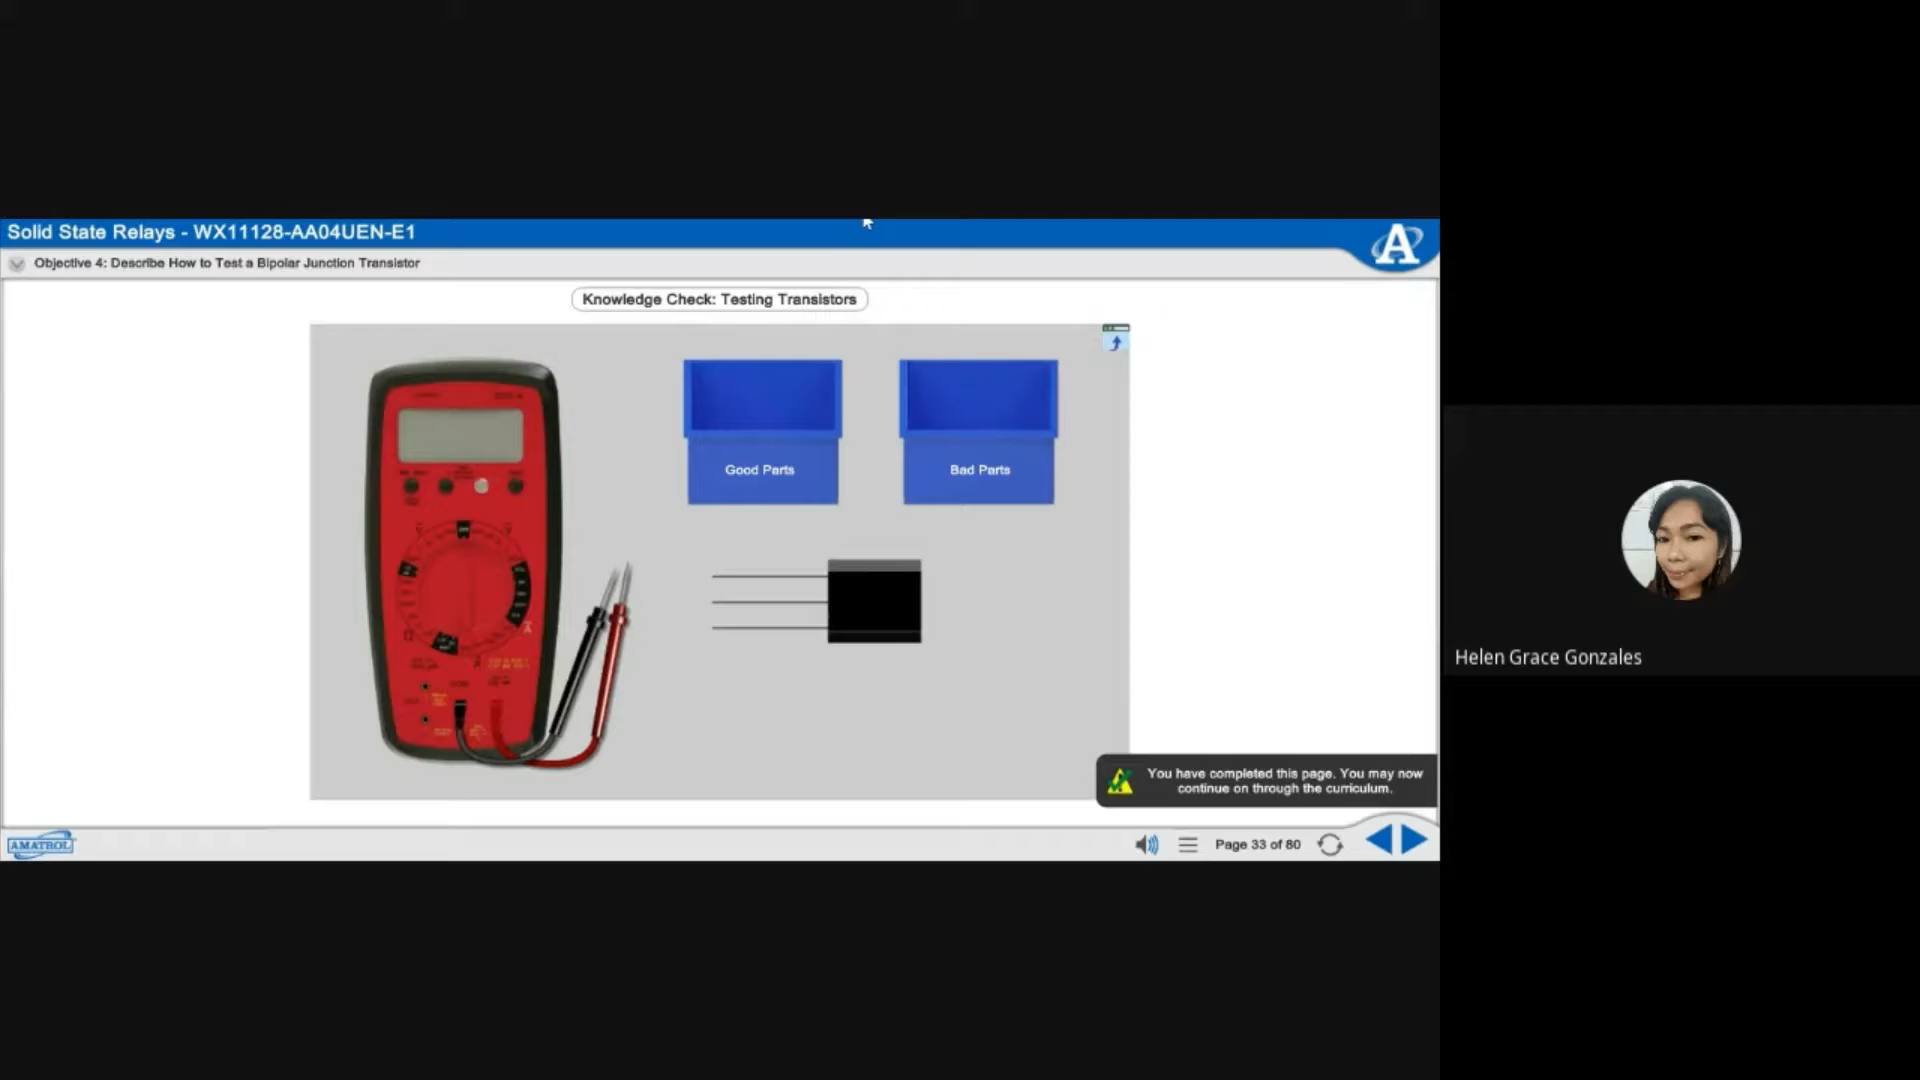 Solid State Relays - WX11128-AA04UEN-E1
Objective 4: Describe How to Test a Bipolar Junction Transistor
Knowledge Check: Testing Transistors
Good Parts
Bad Parts
You have completed this page. You may now
continue on through the curriculum.
Helen Grace Gonzales
AMATROL
Page 33 of 80